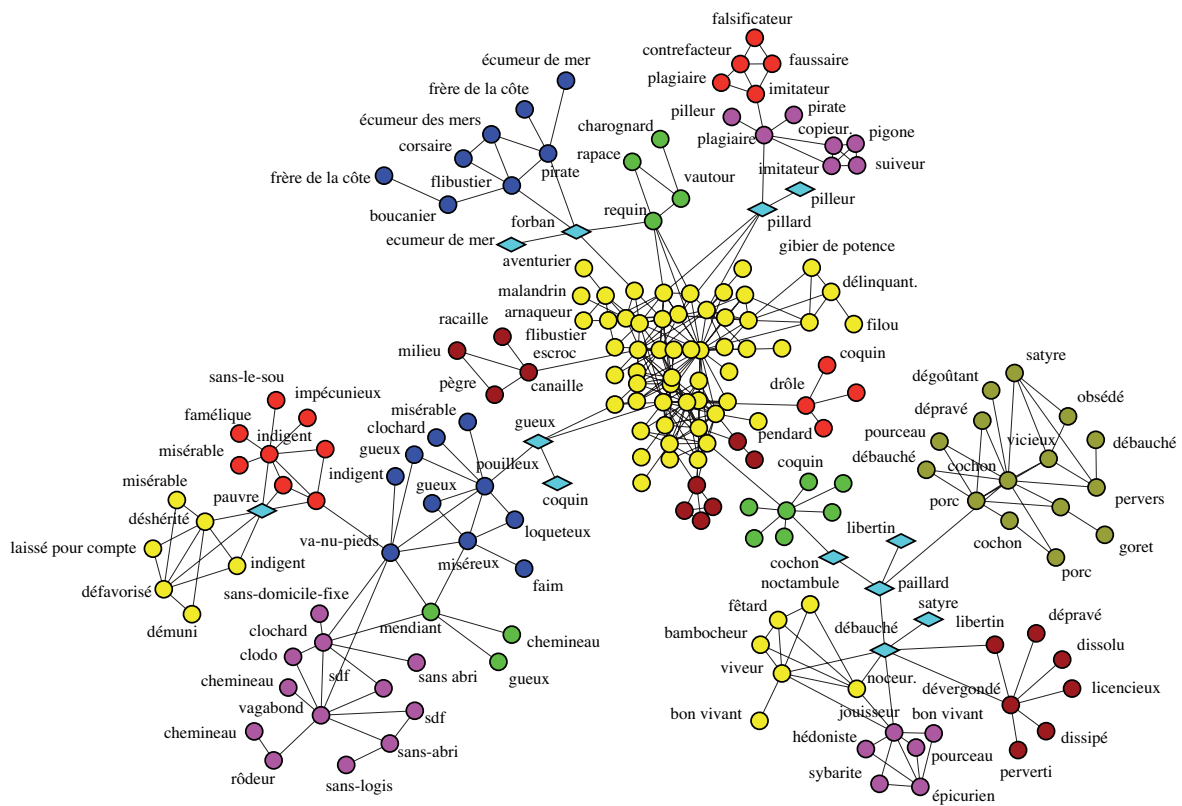 falsificateur
contrefacteur
faussaire
plagiaire
imitateur
écumeur de mer
frère de la côte
écumeur des mers
corsaire
frère de la côte
flibustier
pirate
boucanier
charognard
rapace
vautour
pilleur
pirate
plagiaire
copieur.
pigone
imitateur
suiveur
pilleur
forban
requin
pillard
ecumeur de mer
gibier de potence
aventurier
délinquant.
malandrin
arnaqueur
filou
racaille
flibustier
milieu
escroc
coquin
pègre
canaille
drôle
satyre
sans-le-sou
impécunieux
misérable
dégoûtant
obsédé
famélique
clochard
gueux
dépravé
indigent
gueux
pendard
pourceau
vicieux
débauché
misérable
pouilleux
débauché
cochon
indigent
gueux
coquin
coquin
pervers
misérable
pauvre
porc
déshérité
loqueteux
libertin
goret
laissé pour compte
va-nu-pieds
cochon
indigent
miséreux
cochon
porc
défavorisé
faim
paillard
sans-domicile-fixe
noctambule
satyre
démuni
mendiant
fêtard
débauché
libertin
dépravé
clochard
chemineau
bambocheur
dissolu
clodo
sans abri
gueux
viveur
noceur.
chemineau
sdf
dévergondé
licencieux
vagabond
sdf
bon vivant
jouisseur
bon vivant
chemineau
hédoniste
dissipé
sans-abri
pourceau
rôdeur
sybarite
perverti
sans-logis
épicurien